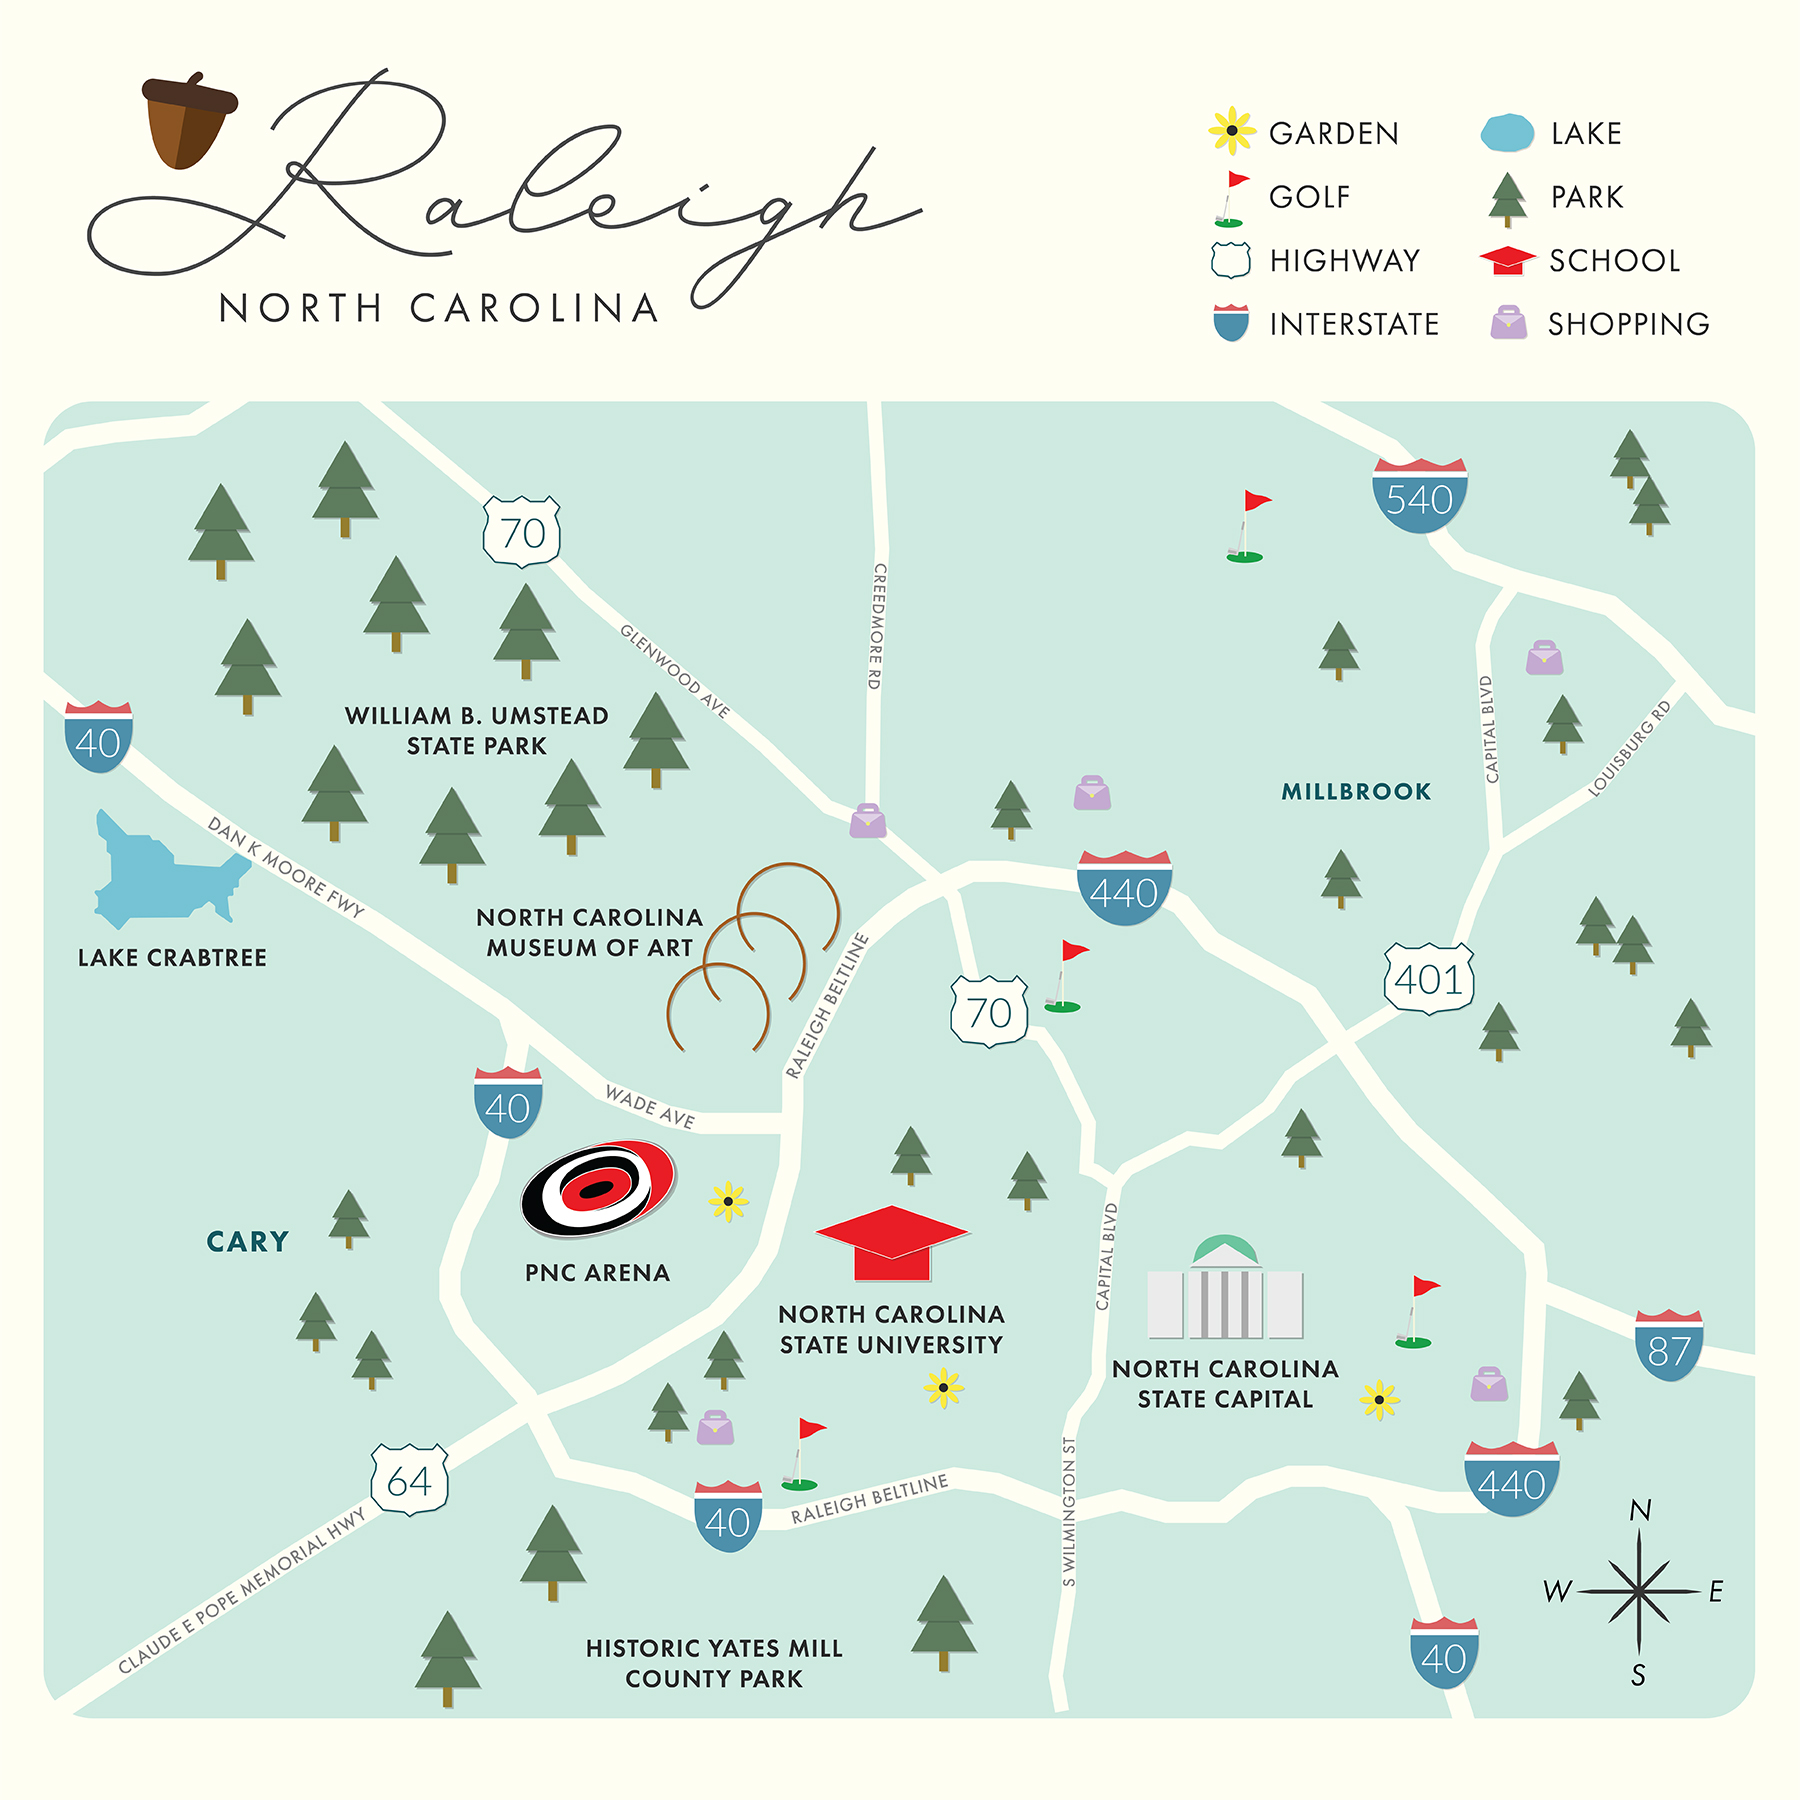 Raleigh
NORTH CAROLINA
GARDEN
LAKE
GOLF
PARK
HIGHWAY
SCHOOL
INTERSTATE
SHOPPING
540
70
CREEDMORE RD
GLENWOOD AVE
WILLIAM B. UMSTEAD
STATE PARK
40
CAPITAL BLVD
LOUISBURG RD
MILLBROOK
DAN K MOORE FWY
440
NORTH CAROLINA
MUSEUM OF ART
LAKE CRABTREE
RALEIGH BELTLINE
401
70
40
WADE AVE
CARY
PNC ARENA
CAPITAL BLVD
NORTH CAROLINA
STATE UNIVERSITY
NORTH CAROLINA
STATE CAPITAL
87
64
440
40
RALEIGH BELTLINE
S WILMINGTON ST
CLAUDE E POPE MEMORIAL HWY
HISTORIC YATES MILL
COUNTY PARK
40
N
W
E
S